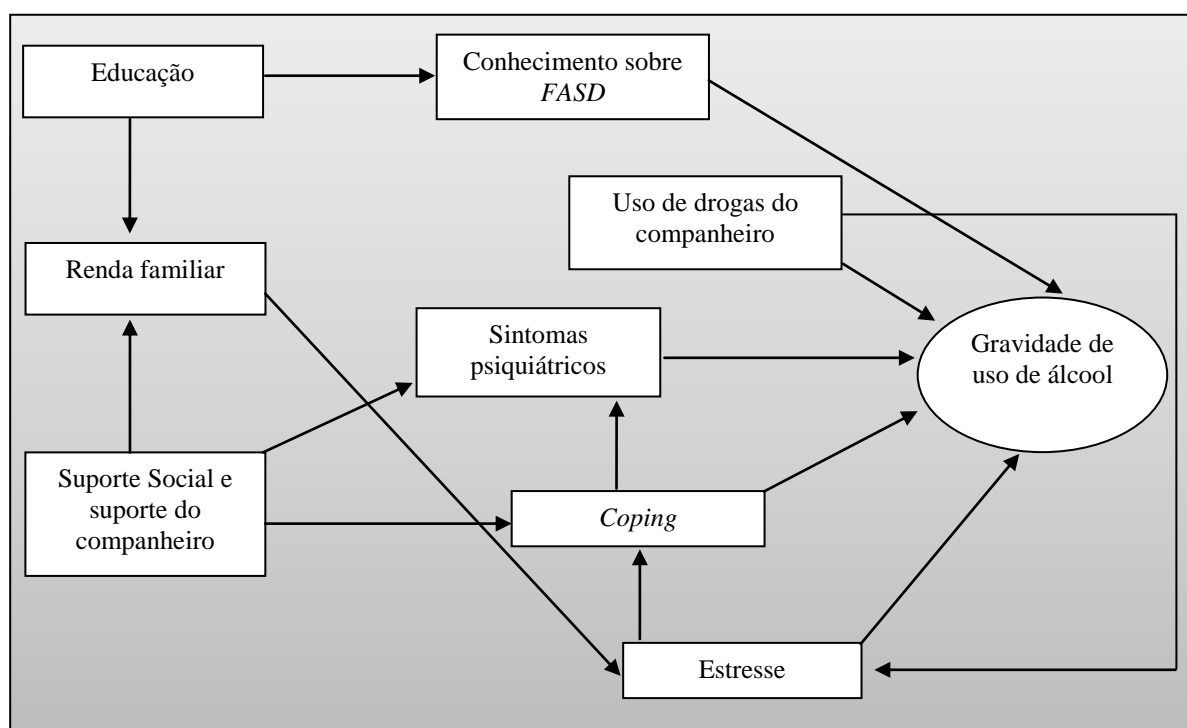 Educação
Conhecimento sobre
FASD
Uso de drogas do
companheiro
Renda familiar
Sintomas
psiquiátricos
Gravidade de
uso de álcool
Suporte Social e
suporte do
companheiro
Coping
Estresse